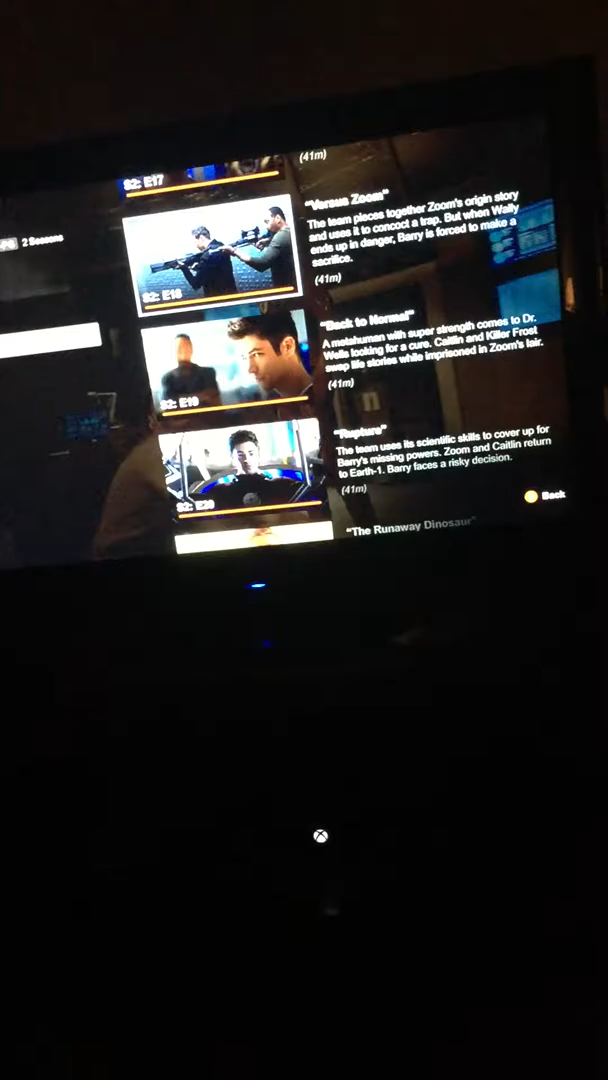 (41m)
S2: E17
2 Seasons
"Versus Zoom"
The team pieces together Zoom's origin story
and uses it to concoct a trap. But when Wally
ends up in danger, Barry is forced to make a
sacrifice.
(41m)
S2: E18
"Back to Normal"
A metahuman with super strength comes to Dr.
Wells looking for a cure. Caitlin and Killer Frost
swap life stories while imprisoned in Zoom's lair.
(41m)
S2: E19
"Rupture"
The team uses its scientific skills to cover up for
Barry's missing powers. Zoom and Caitlin return
to Earth-1. Barry faces a risky decision.
(41m)
S2: E20
Back
"The Runaway Dinosaur"